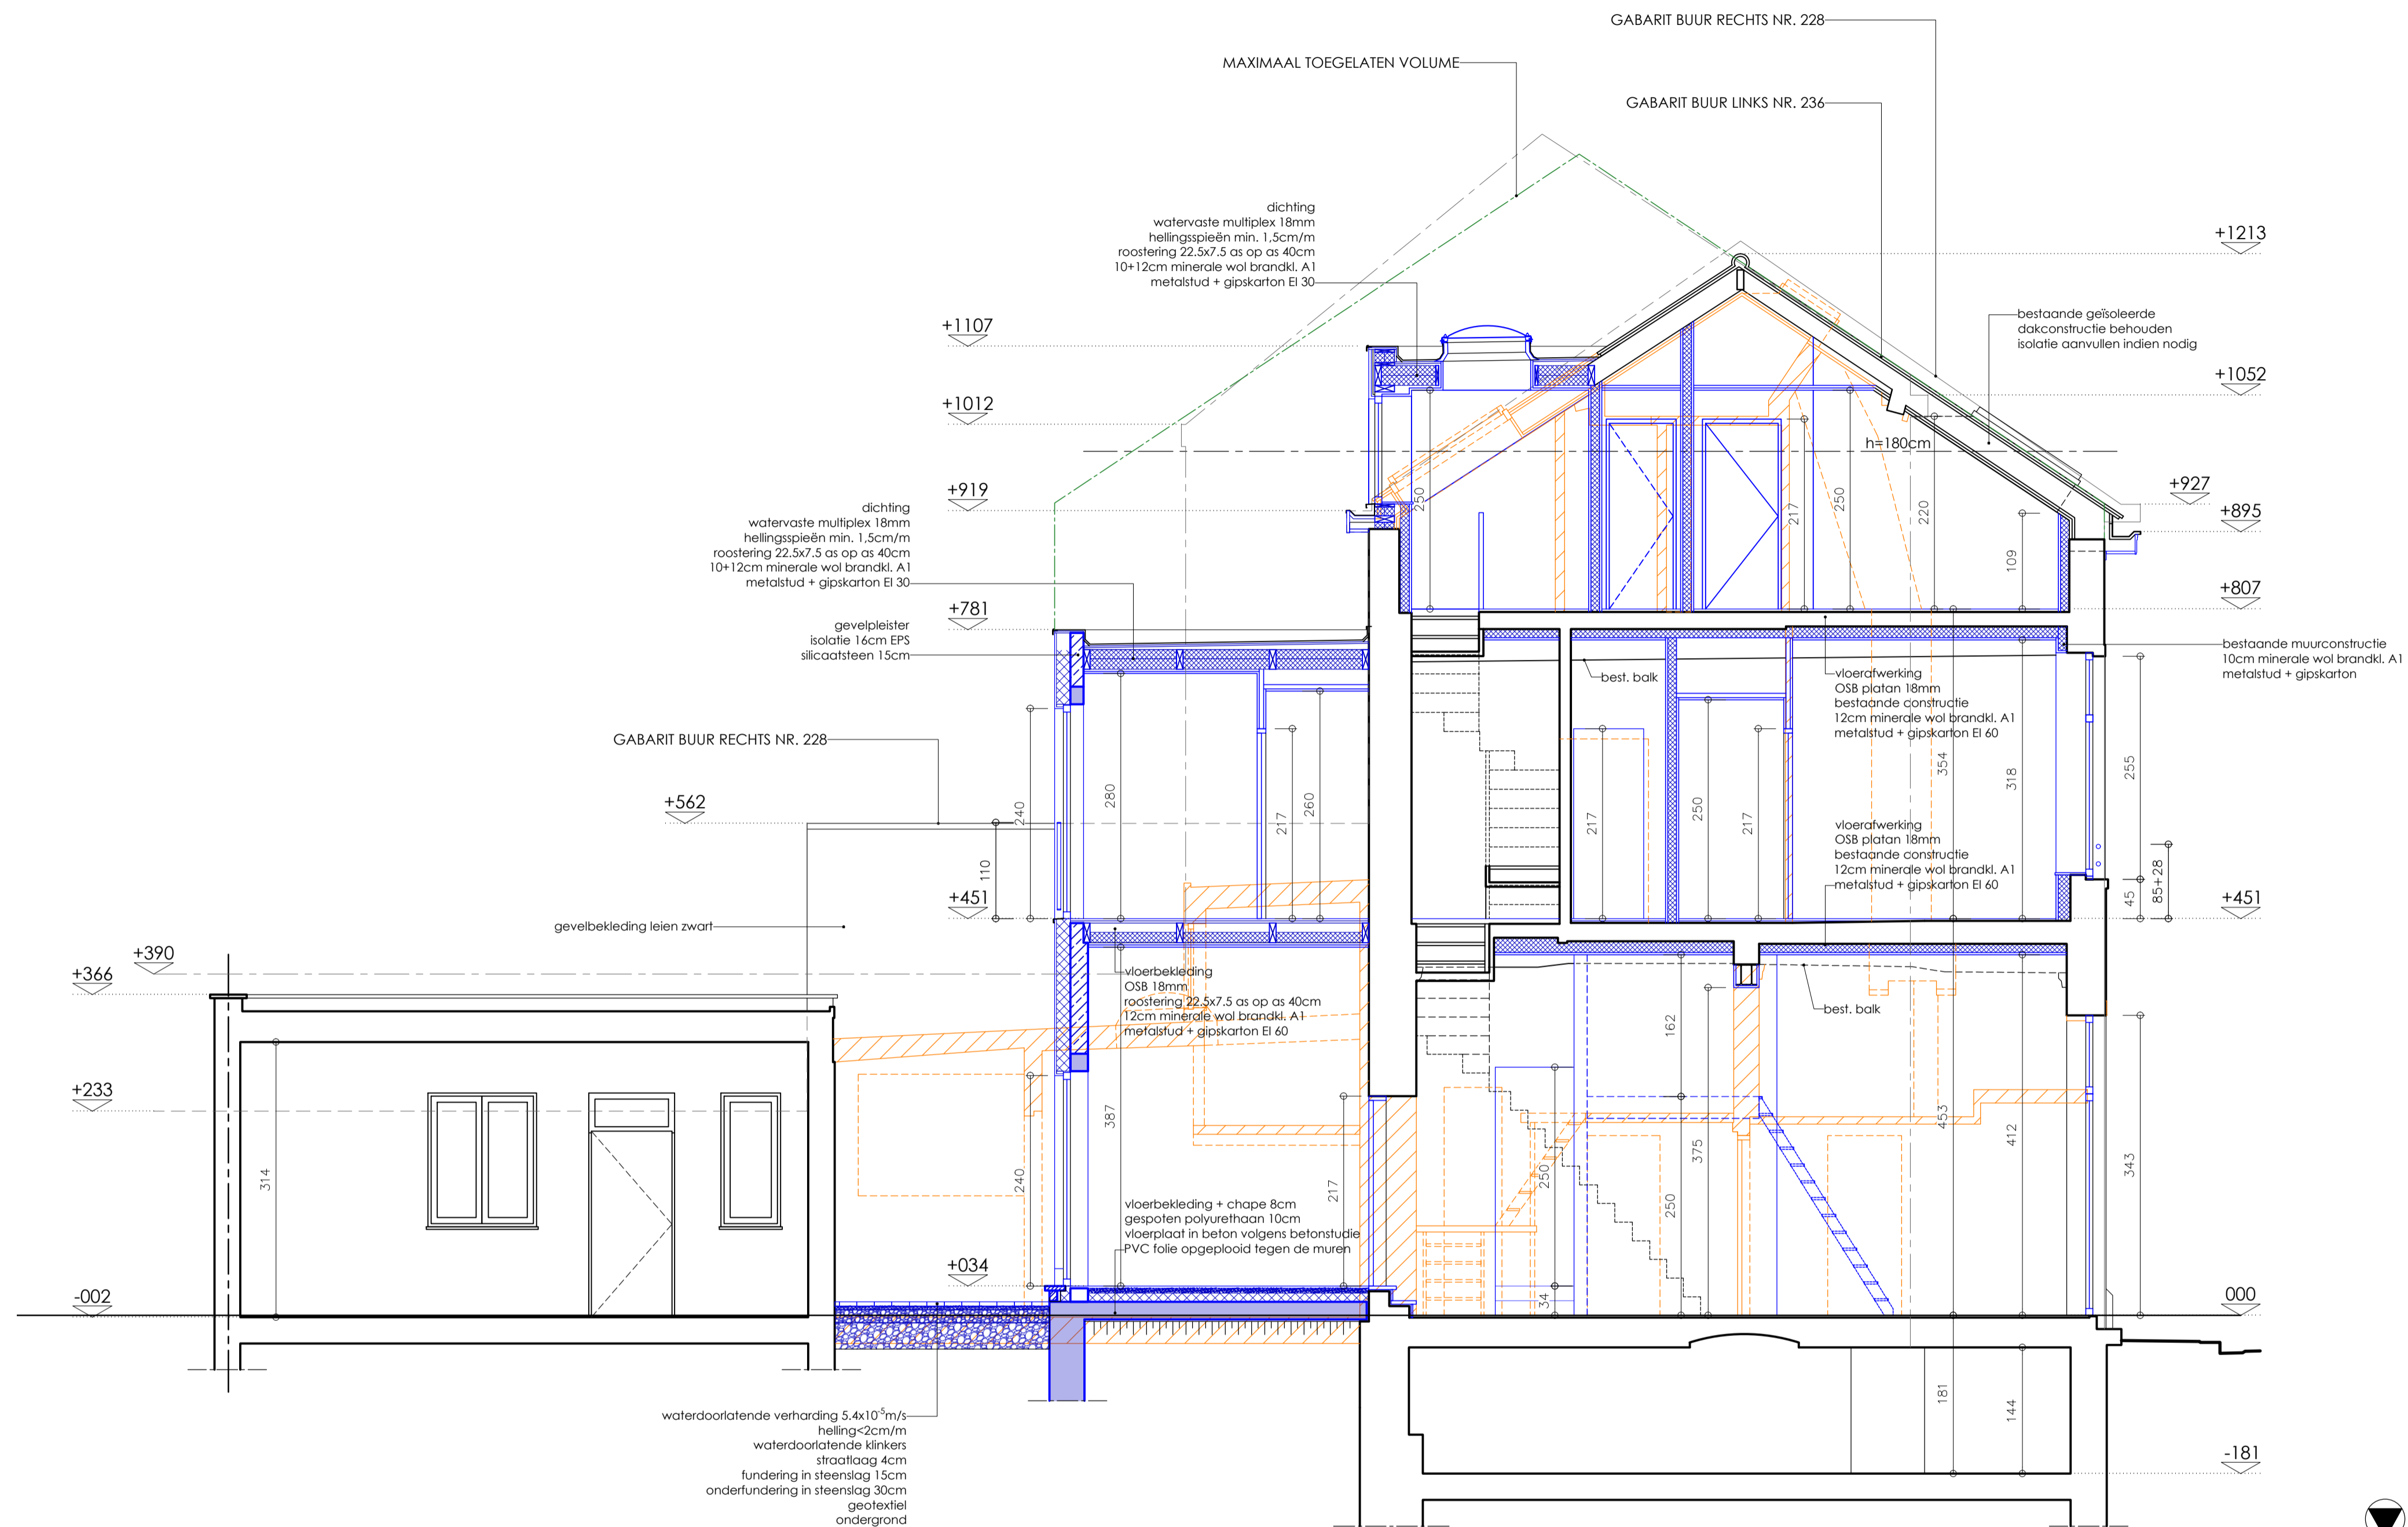 GABARIT BUUR RECHTS NR. 228
MAXIMAAL TOEGELATEN VOLUME
GABARIT BUUR LINKS NR. 236
dichting
watervaste multiplex 18mm
hellingsspieën min. 1,5cm/m
roostering 22.5x7.5 as op as 40cm
10+12cm minerale wol brandkl. A1
metalstud + gipskarton EI 30
+1213
bestaande geïsoleerde
dakconstructie behouden
isolatie aanvullen indien nodig
+1107
+1052
+1012
h=180cm
+919
+927
+895
250
217
250
220
109
dichting
watervaste multiplex 18mm
hellingsspieën min. 1,5cm/m
roostering 22.5x7.5 as op as 40cm
10+12cm minerale wol brandkl. A1
metalstud + gipskarton EI 30
+807
+781
gevelpleister
isolatie 16cm EPS
silicaatsteen 15cm
bestaande muurconstructie
10cm minerale wol brandkl. A1
metalstud + gipskarton
best. balk
vloerafwerking
OSB platan 18mm
bestaande constructie
12cm minerale wol brandkl. A1
metalstud + gipskarton EI 60
GABARIT BUUR RECHTS NR. 228
+562
240
280
217
260
217
250
217
354
318
255
110
vloerafwerking
OSB platan 18mm
bestaande constructie
12cm minerale wol brandkl. A1
metalstud + gipskarton EI 60
45
85+28
+451
+451
gevelbekleding leien zwart
+390
+366
vloerbekleding
OSB 18mm
roostering 22.5x7.5 as op as 40cm
12cm minerale wol brandkl. A1
metalstud + gipskarton EI 60
best. balk
162
+233
387
375
453
412
343
314
240
217
250
250
vloerbekleding + chape 8cm
gespoten polyurethaan 10cm
vloerplaat in beton volgens betonstudie
PVC folie opgeplooid tegen de muren
+034
34
-002
000
181
144
-181
waterdoorlatende verharding 5.4x10⁻⁵m/s
helling<2cm/m
waterdoorlatende klinkers
straatlaag 4cm
fundering in steenslag 15cm
onderfundering in steenslag 30cm
geotextiel
ondergrond